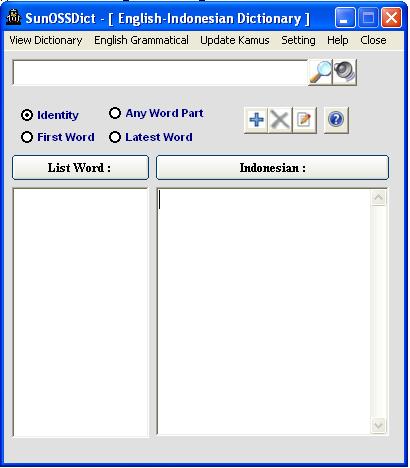 SunOSSDict - [ English-Indonesian Dictionary ]
View Dictionary English Grammatical Update Kamus Setting Help Close
Identity Any Word Part
First Word Latest Word
List Word : Indonesian :